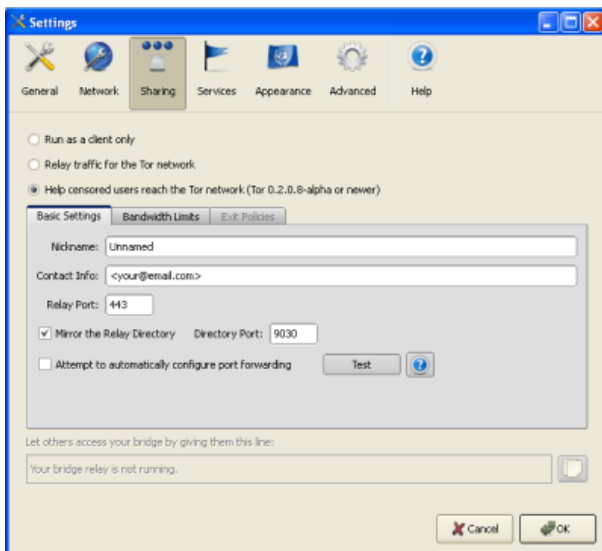 Settings
General Network Sharing Services Appearance Advanced Help
Run as a client only
Relay traffic for the Tor network
Help censored users reach the Tor network (Tor 0.2.0.8-alpha or newer)
Basic Settings Bandwidth Limits Exit Policies
Nickname: Unnamed
Contact Info: <your@email.com>
Relay Port: 443
Mirror the Relay Directory Directory Port: 9030
Attempt to automatically configure port forwarding Test
Let others access your bridge by giving them this line:
Your bridge relay is not running.
Cancel OK